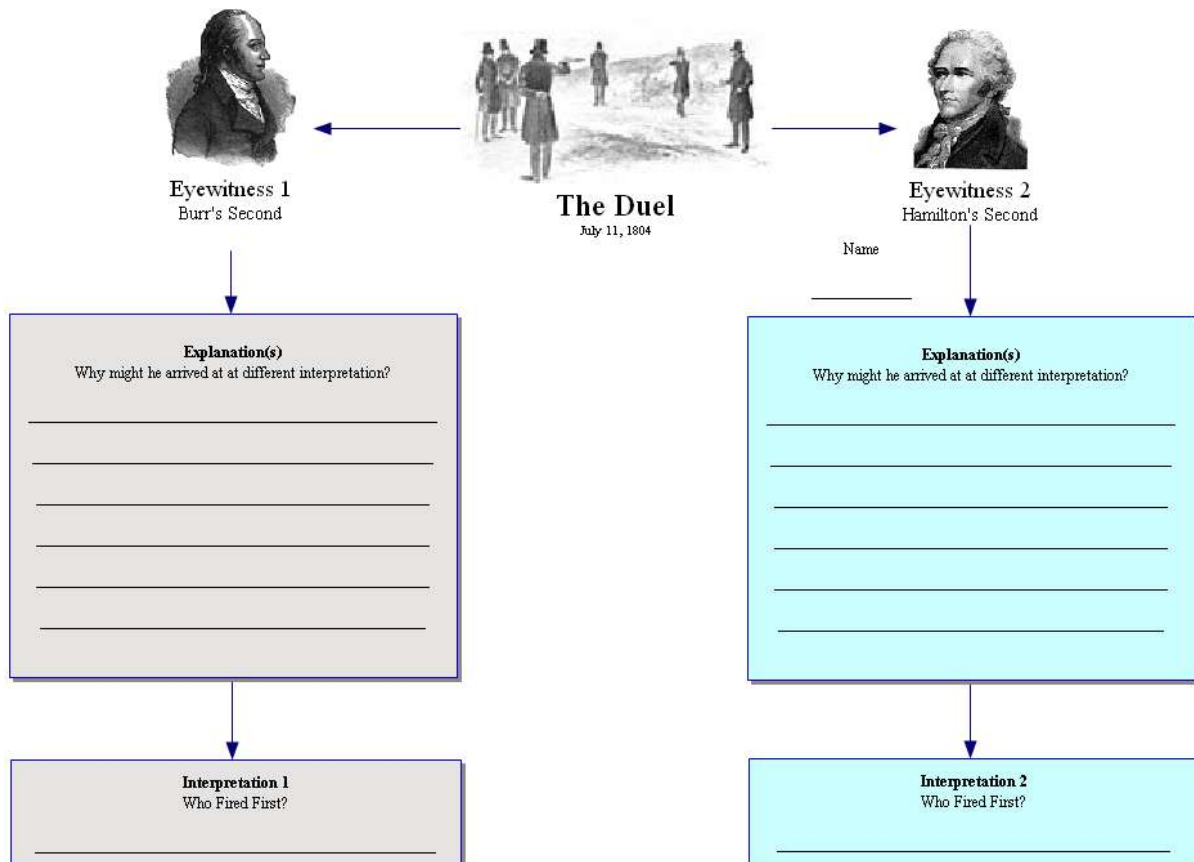 Eyewitness 1
Burr's Second
The Duel
July 11, 1804
Eyewitness 2
Hamilton's Second
Name
Explanation(s)
Why might he arrived at at different interpretation?
Explanation(s)
Why might he arrived at at different interpretation?
Interpretation 1
Who Fired First?
Interpretation 2
Who Fired First?